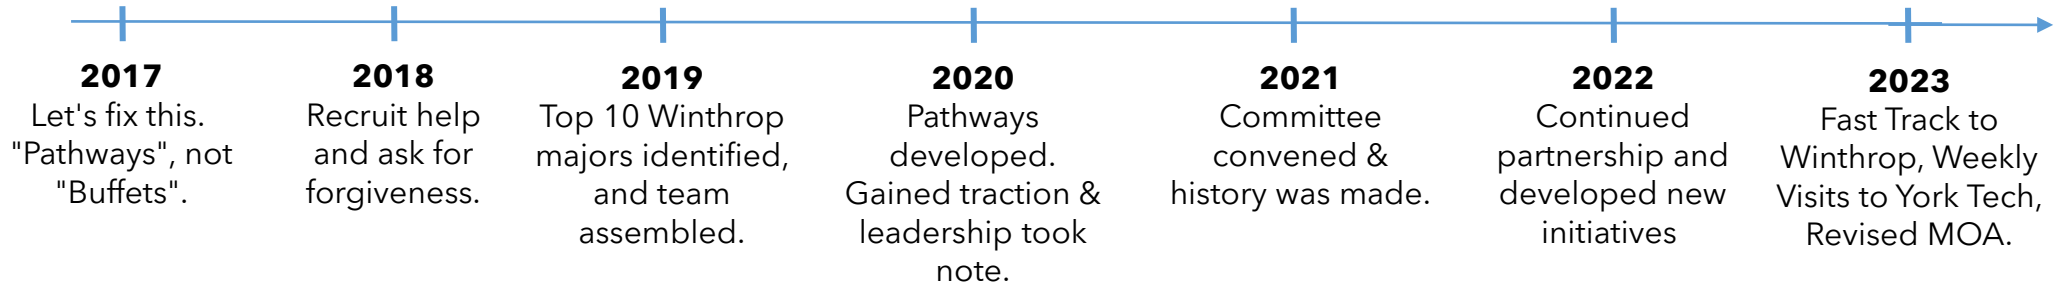 2017
Let's fix this.
"Pathways", not
"Buffets".
2018
Recruit help
and ask for
forgiveness.
2019
Top 10 Winthrop
majors identified,
and team
assembled.
2020
Pathways
developed.
Gained traction &
leadership took
note.
2021
Committee
convened &
history was made.
2022
Continued
partnership and
developed new
initiatives
2023
Fast Track to
Winthrop, Weekly
Visits to York Tech,
Revised MOA.